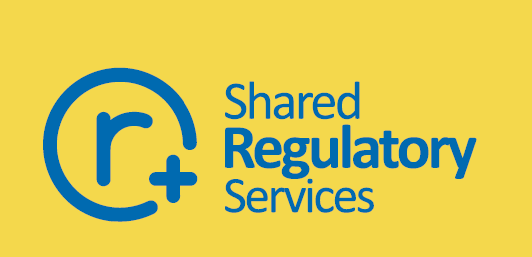 r+
Shared
Regulatory
Services